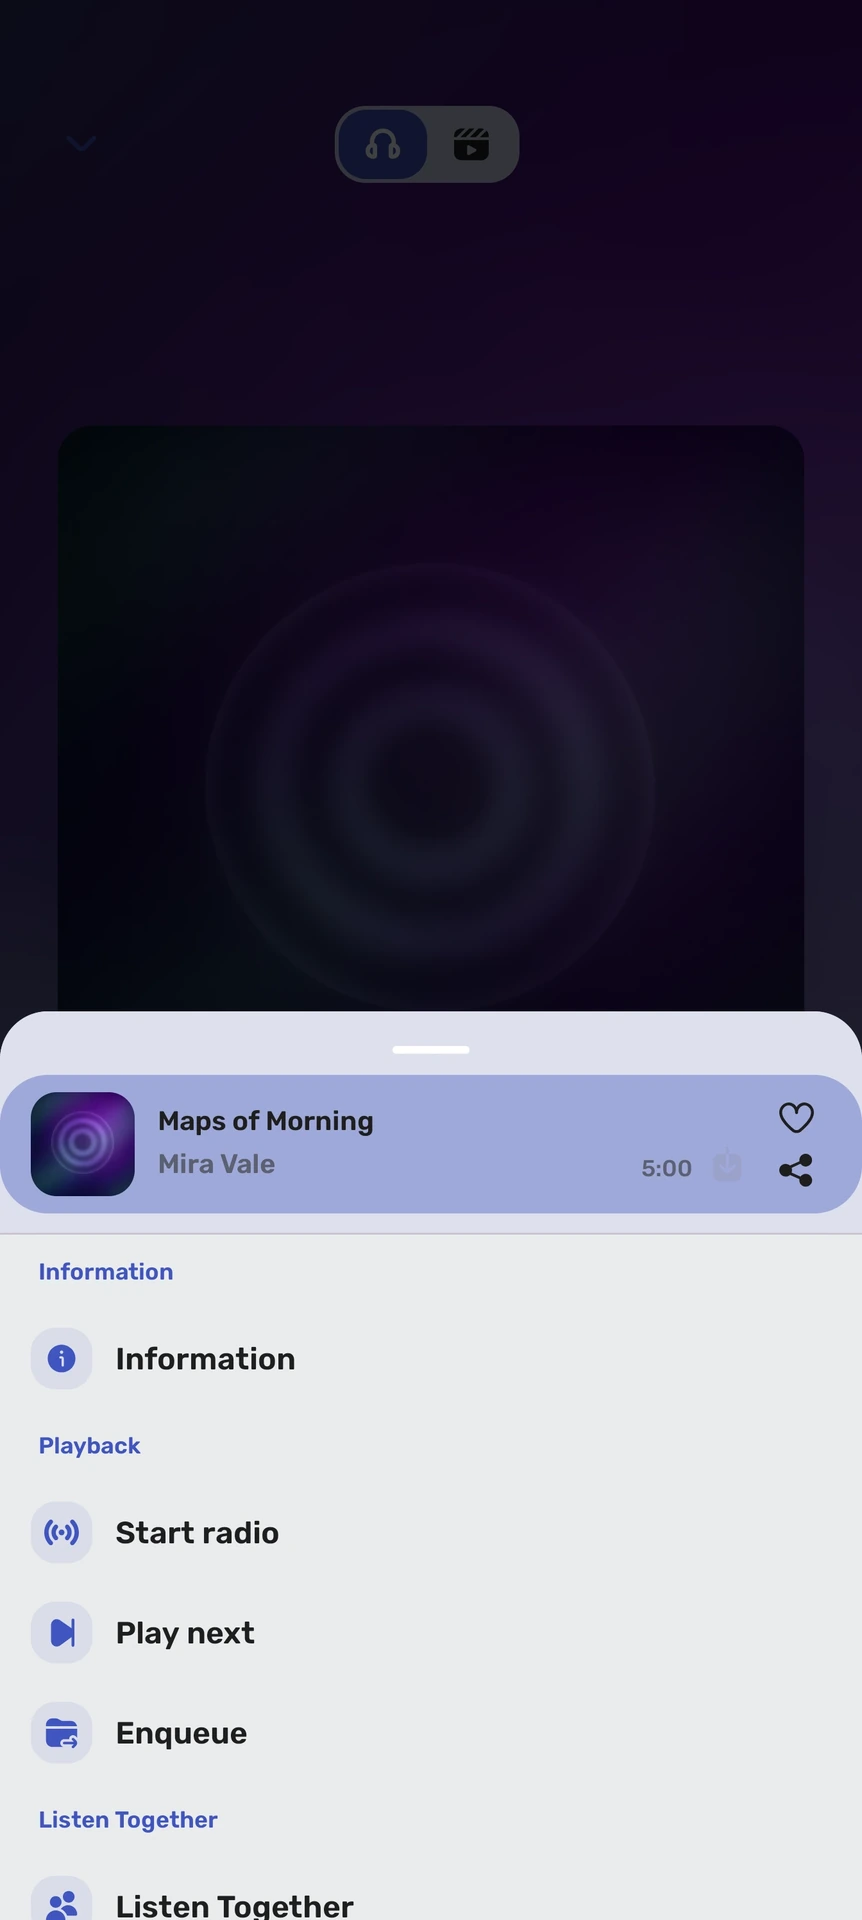 Maps of Morning
Mira Vale
5:00
Information
Information
Playback
Start radio
Play next
Enqueue
Listen Together
Listen Together